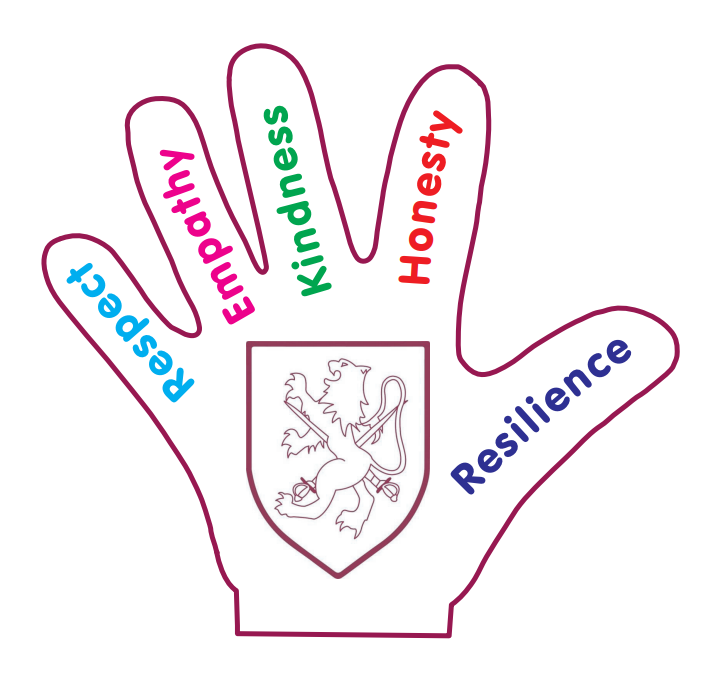 Respect
Empathy
Kindness
Honesty
Resilience